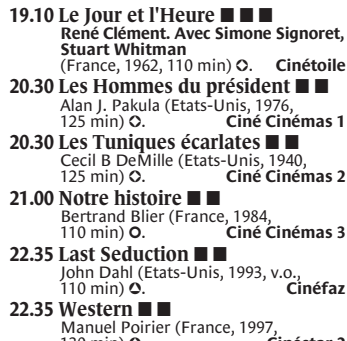 19.10 Le Jour et l'Heure ■ ■ ■
René Clément. Avec Simone Signoret,
Stuart Whitman
(France, 1962, 110 min) ✪. Cinétoile
20.30 Les Hommes du président ■ ■
Alan J. Pakula (Etats-Unis, 1976,
125 min) ✪. Ciné Cinémas 1
20.30 Les Tuniques écarlates ■ ■
Cecil B DeMille (Etats-Unis, 1940,
125 min) ✪. Ciné Cinémas 2
21.00 Notre histoire ■ ■
Bertrand Blier (France, 1984,
110 min) ✪. Ciné Cinémas 3
22.35 Last Seduction ■ ■
John Dahl (Etats-Unis, 1993, v.o.,
110 min) ✪. Cinéfaz
22.35 Western ■ ■
Manuel Poirier (France, 1997,
120 min) Cinéstar 2